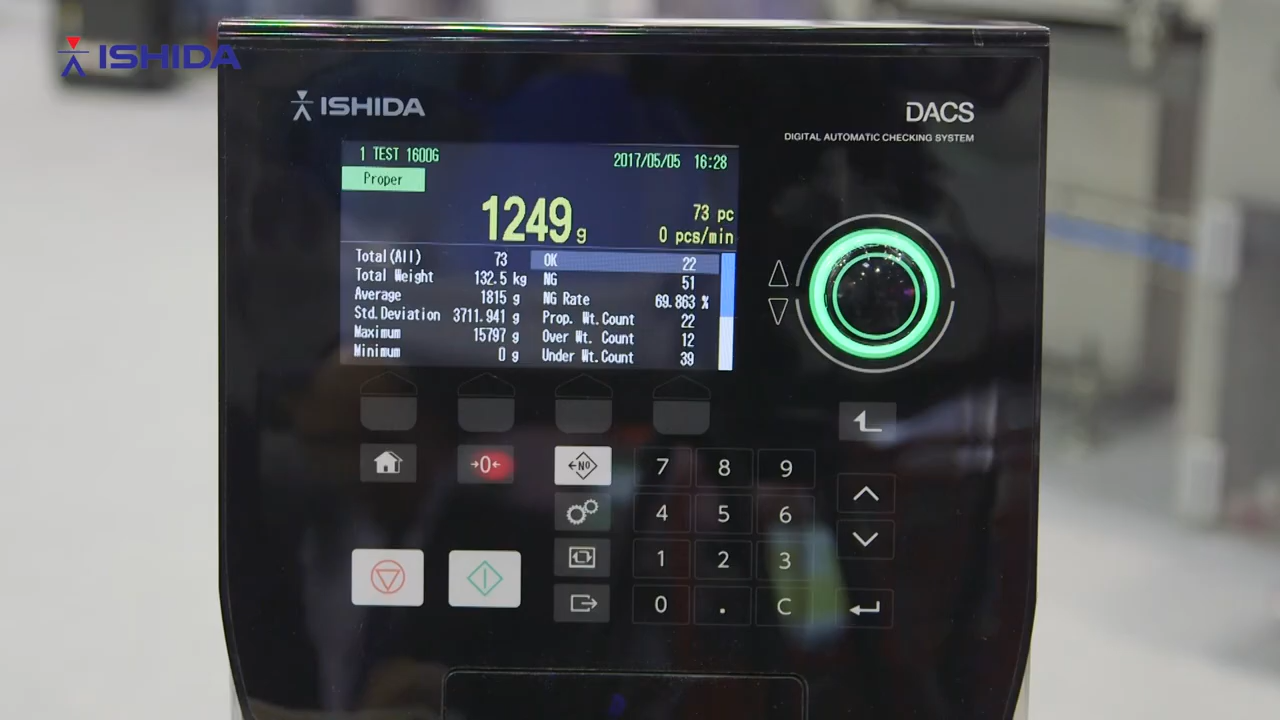 ISHIDA
ISHIDA
DACS
DIGITAL AUTOMATIC CHECKING SYSTEM
1 TEST 1600G
2017/05/05 16:28
Proper
1249g
73 pc
0 pcs/min
Total(All) 73
Total Weight 132.5 kg
Average 1815 g
Std.Deviation 3711.941 g
Maximum 15797 g
Minimum 0 g
OK 22
NG 51
NG Rate 69.863 %
Prop. Wt.Count 22
Over Wt. Count 12
Under Wt.Count 39
→0←
←N0
7 8 9
4 5 6
1 2 3
0 . C